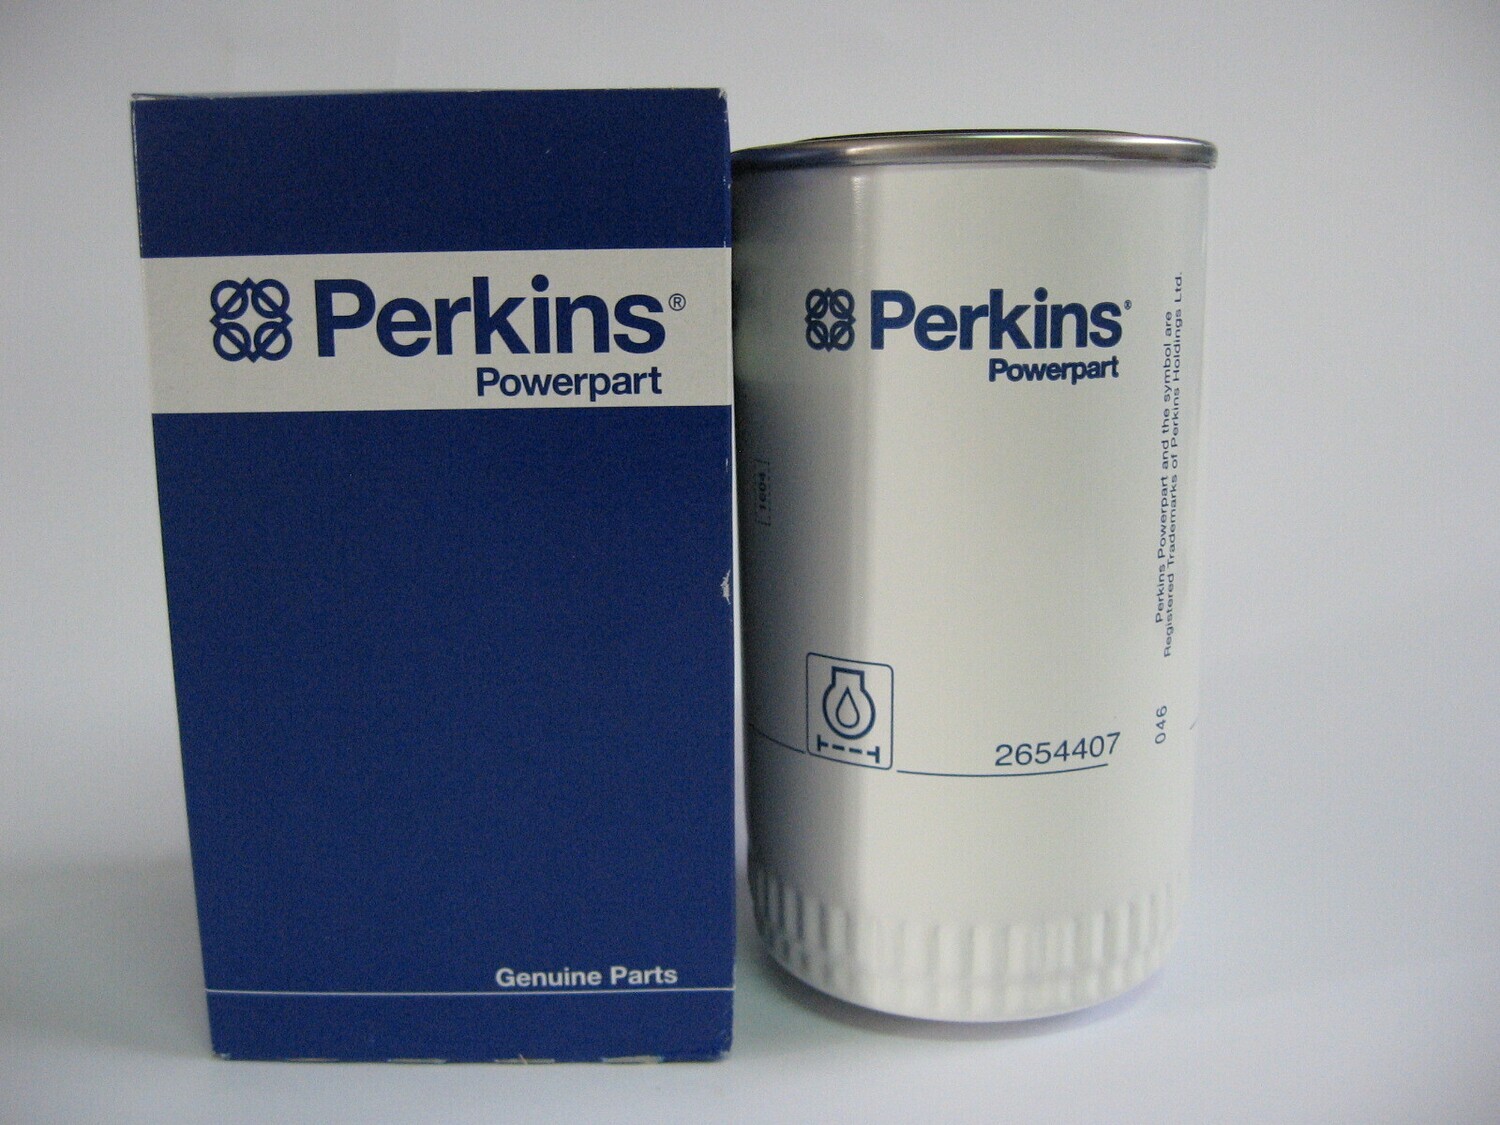 Perkins®
Powerpart
Genuine Parts
Perkins®
Powerpart
1604
2654407
046
Perkins Powerpart and the symbol are
Registered Trademarks of Perkins Holdings Ltd.